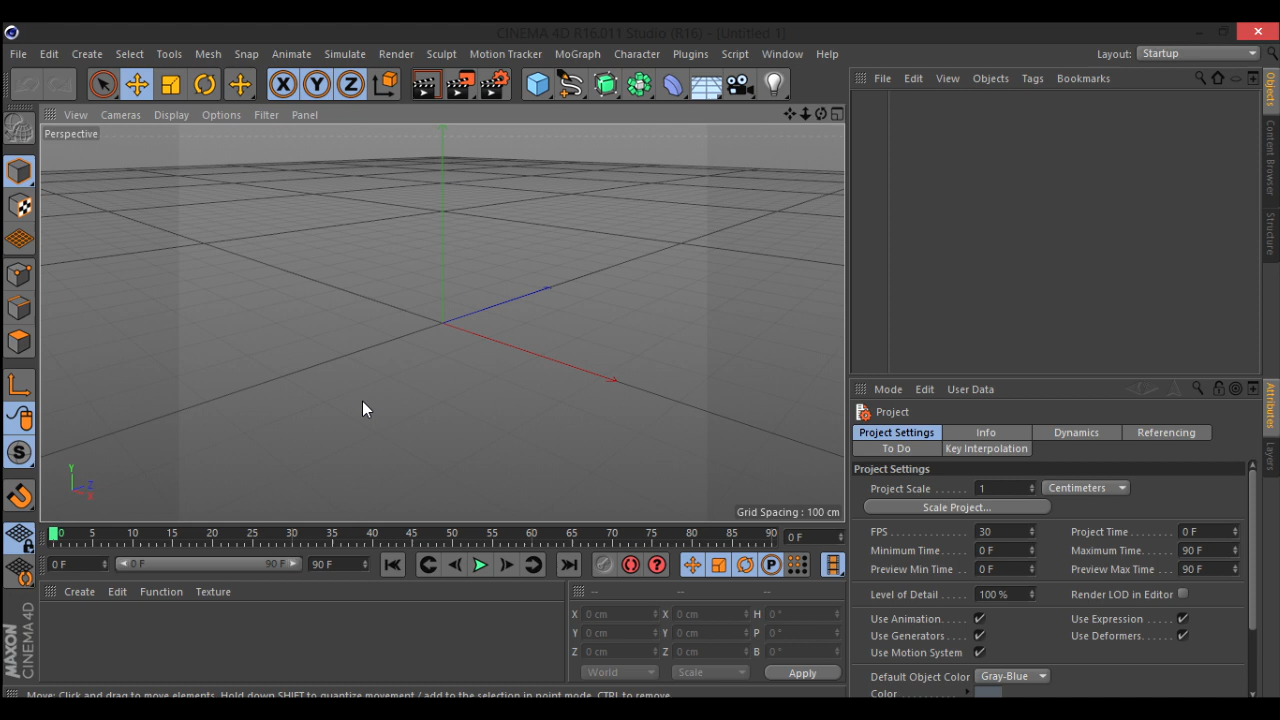 CINEMA 4D R16.011 Studio (R16) - [Untitled 1]
File Edit Create Select Tools Mesh Snap Animate Simulate Render Sculpt Motion Tracker MoGraph Character Plugins Script Window Help Layout: Startup
X Y Z
File Edit View Objects Tags Bookmarks
View Cameras Display Options Filter Panel
Perspective
Objects
Content Browser
Structure
Y
Z
X
Grid Spacing : 100 cm
Mode Edit User Data
Attributes
Layers
Project
Project Settings Info Dynamics Referencing
To Do Key Interpolation
Project Settings
Project Scale 1 Centimeters
Scale Project...
FPS 30 Project Time 0 F
Minimum Time 0 F Maximum Time 90 F
Preview Min Time 0 F Preview Max Time 90 F
Level of Detail 100 % Render LOD in Editor
Use Animation Use Expression
Use Generators Use Deformers
Use Motion System
Default Object Color Gray-Blue
Color
S
0 5 10 15 20 25 30 35 40 45 50 55 60 65 70 75 80 85 90 0 F
0 F 0 F 90 F 90 F
P
Create Edit Function Texture
-- -- --
X 0 cm X 0 cm H 0 °
Y 0 cm Y 0 cm P 0 °
Z 0 cm Z 0 cm B 0 °
World Scale Apply
MAXON
CINEMA 4D
Move: Click and drag to move elements. Hold down SHIFT to quantize movement / add to the selection in point mode, CTRL to remove.